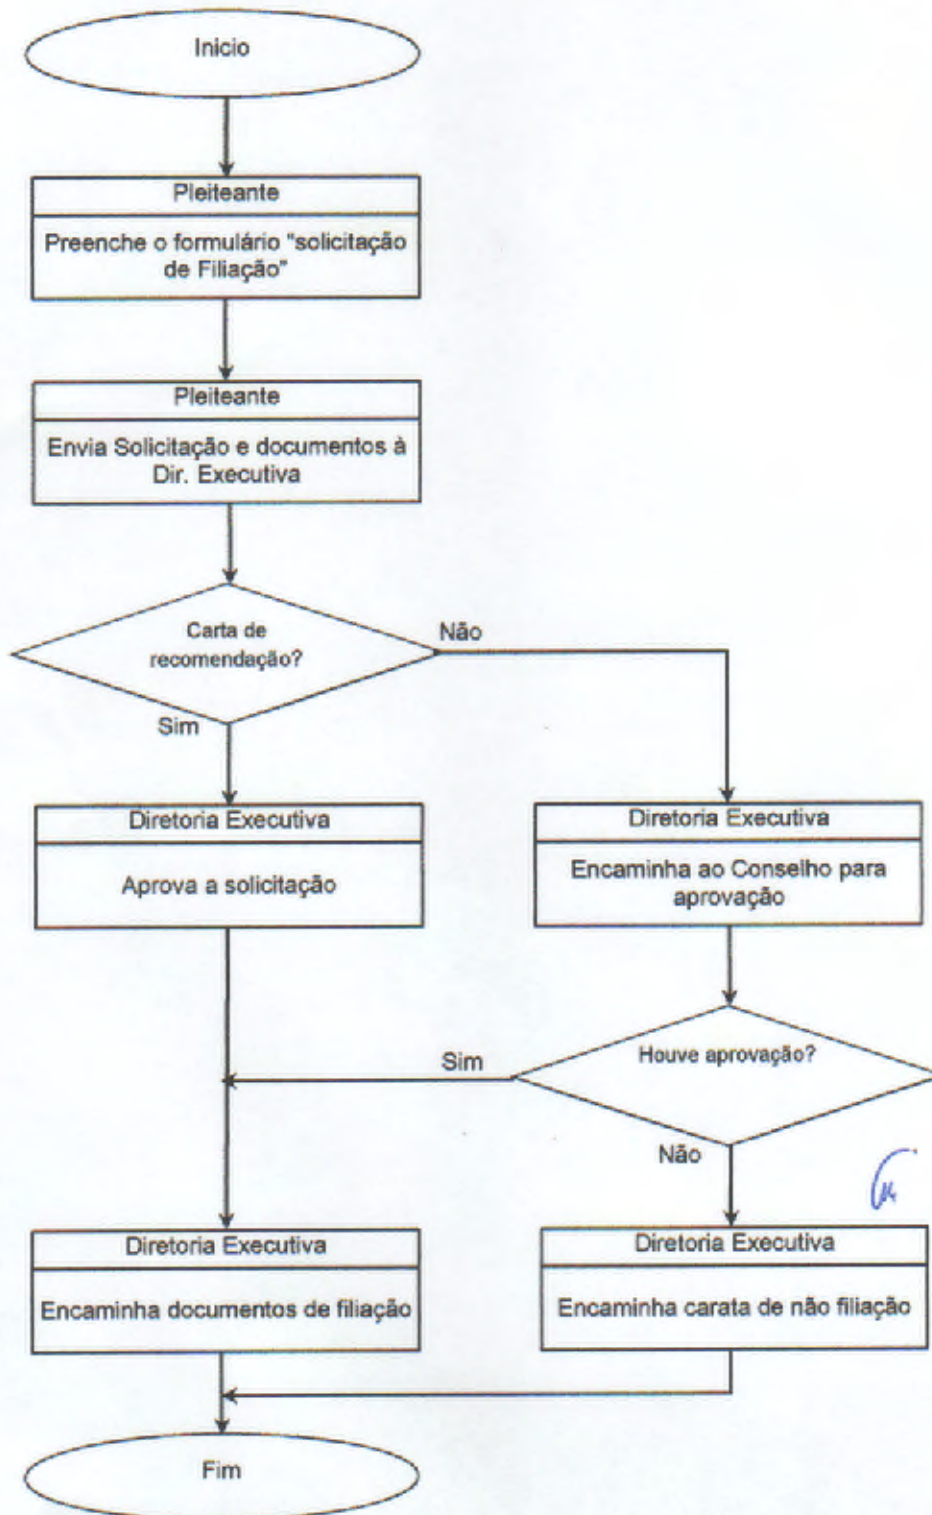 Inicio
Pleiteante
Preenche o formulário "solicitação
de Filiação"
Pleiteante
Envia Solicitação e documentos à
Dir. Executiva
Carta de
recomendação?
Não
Sim
Diretoria Executiva
Aprova a solicitação
Diretoria Executiva
Encaminha ao Conselho para
aprovação
Houve aprovação?
Sim
Não
Diretoria Executiva
Encaminha documentos de filiação
Diretoria Executiva
Encaminha carata de não filiação
Fim